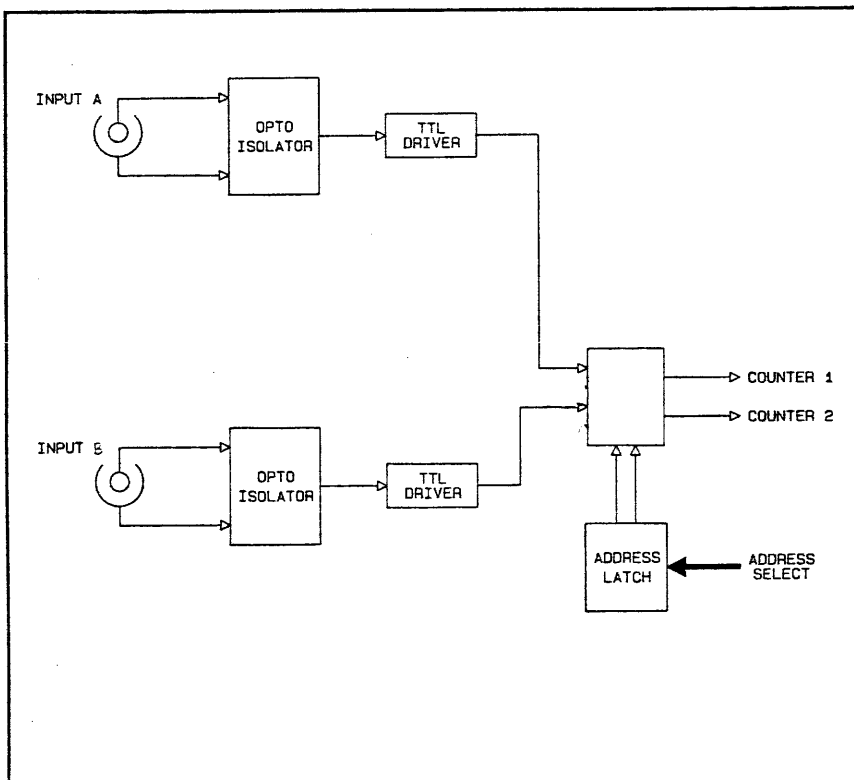 INPUT A
OPTO
ISOLATOR
TTL
DRIVER
COUNTER 1
COUNTER 2
INPUT B
OPTO
ISOLATOR
TTL
DRIVER
ADDRESS
LATCH
ADDRESS
SELECT